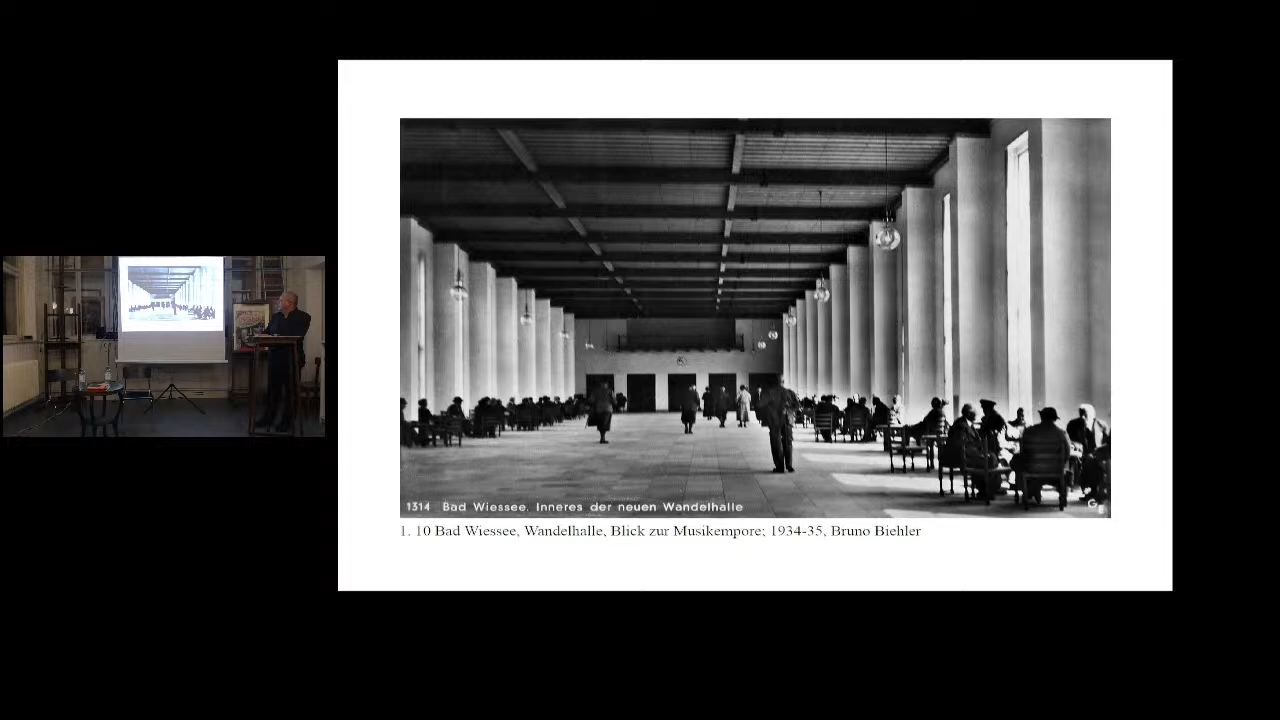 1314 Bad Wiessee. Inneres der neuen Wandelhalle
G
1. 10 Bad Wiessee, Wandelhalle, Blick zur Musikempore; 1934-35, Bruno Biehler